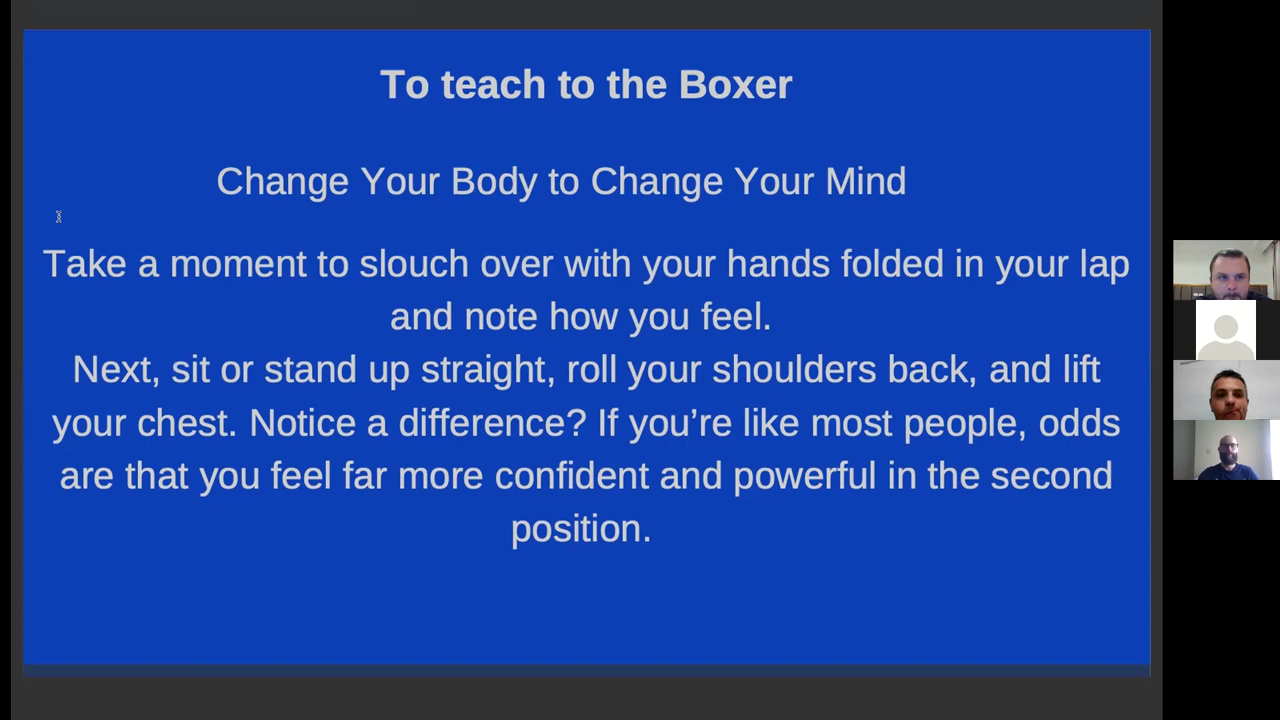 To teach to the Boxer
Change Your Body to Change Your Mind
Take a moment to slouch over with your hands folded in your lap
and note how you feel.
Next, sit or stand up straight, roll your shoulders back, and lift
your chest. Notice a difference? If you’re like most people, odds
are that you feel far more confident and powerful in the second
position.